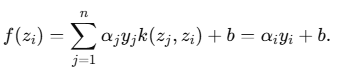 f(z_i) = \sum_{j=1}^{n} \alpha_j y_j k(z_j, z_i) + b = \alpha_i y_i + b.